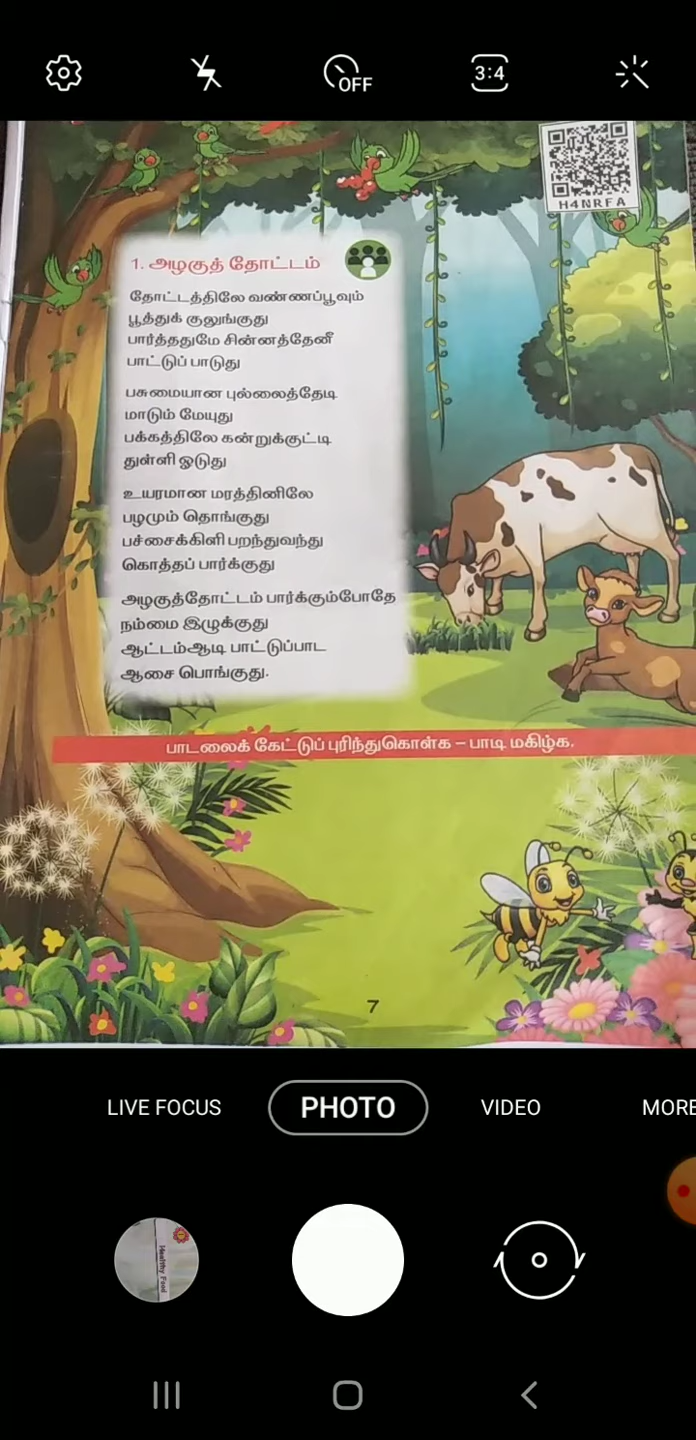 OFF
3:4
H4NRFA
1. அழகுத் தோட்டம்
தோட்டத்திலே வண்ணப்பூவும்
பூத்துக் குலுங்குது
பார்த்ததுமே சின்னத்தேனீ
பாட்டுப் பாடுது
பசுமையான புல்லைத்தேடி
மாடும் மேயுது
பக்கத்திலே கன்றுக்குட்டி
துள்ளி ஓடுது
உயரமான மரத்தினிலே
பழமும் தொங்குது
பச்சைக்கிளி பறந்துவந்து
கொத்தப் பார்க்குது
அழகுத்தோட்டம் பார்க்கும்போதே
நம்மை இழுக்குது
ஆட்டம்ஆடி பாட்டுப்பாட
ஆசை பொங்குது.
பாடலைக் கேட்டுப் புரிந்துகொள்க – பாடி மகிழ்க.
7
LIVE FOCUS
PHOTO
VIDEO
MORE
Healthy Food